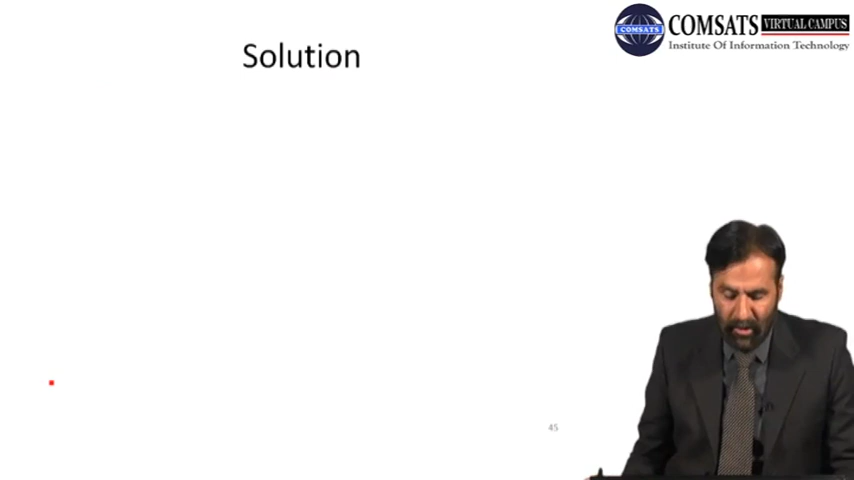 COMSATS VIRTUAL CAMPUS
COMSATS
Institute Of Information Technology
Solution
45